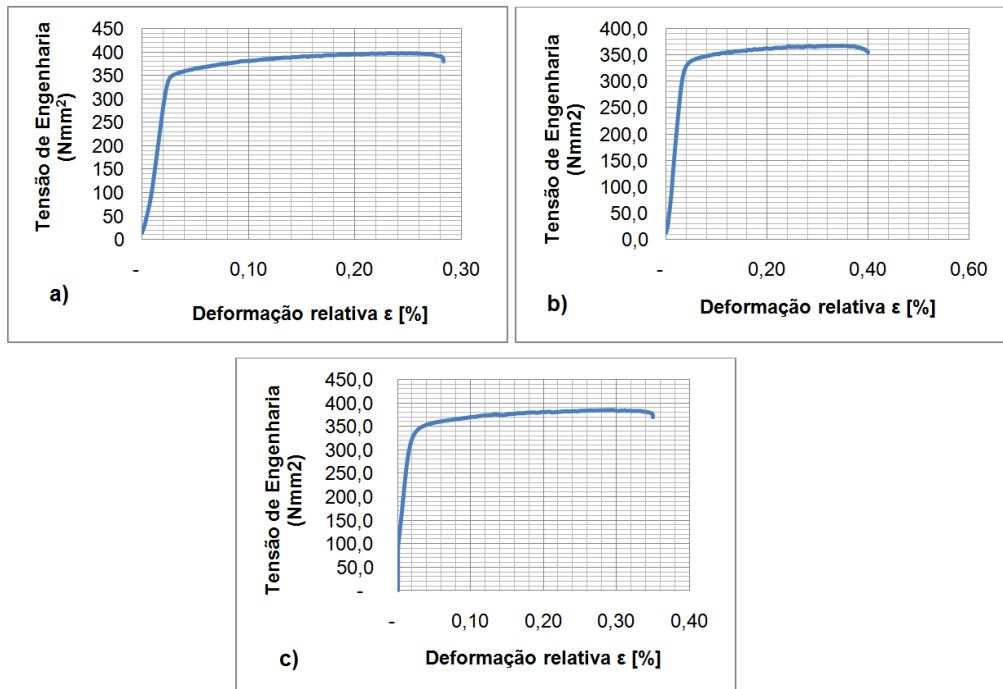 450
400
350
300
250
200
150
100
50
0
Tensão de Engenharia
(Nmm²)
- 0,10 0,20 0,30
a)
Deformação relativa ε [%]
400,0
350,0
300,0
250,0
200,0
150,0
100,0
50,0
0,0
Tensão de Engenharia
(Nmm2)
- 0,20 0,40 0,60
b)
Deformação relativa ε [%]
450,0
400,0
350,0
300,0
250,0
200,0
150,0
100,0
50,0
-
Tensão de Engenharia
(Nmm2)
- 0,10 0,20 0,30 0,40
c)
Deformação relativa ε [%]